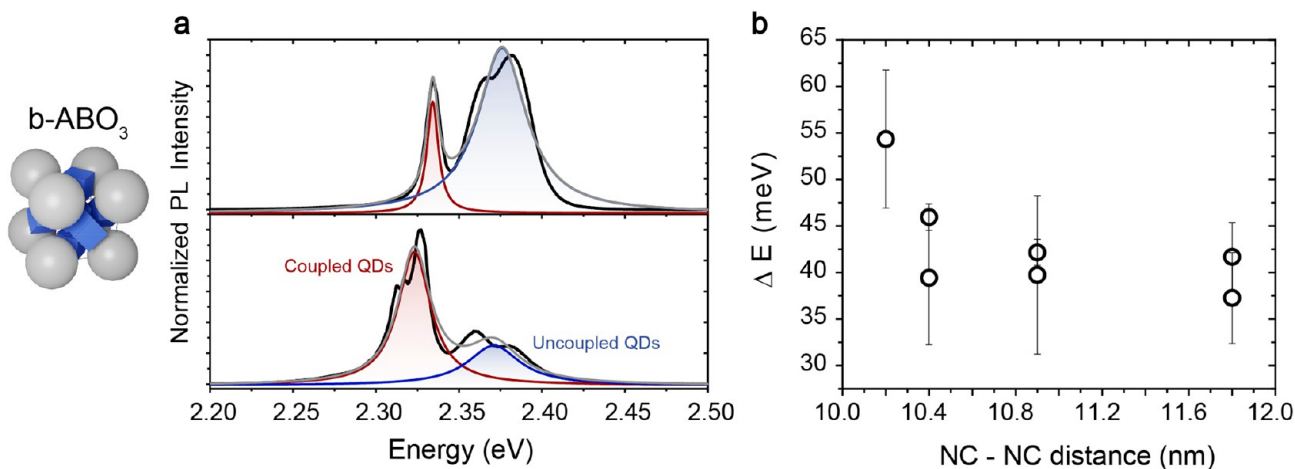 b-ABO₃
a
Normalized PL Intensity
Coupled QDs
Uncoupled QDs
2.20 2.25 2.30 2.35 2.40 2.45 2.50
Energy (eV)
b
Δ E (meV)
65
60
55
50
45
40
35
30
10.0 10.4 10.8 11.2 11.6 12.0
NC - NC distance (nm)